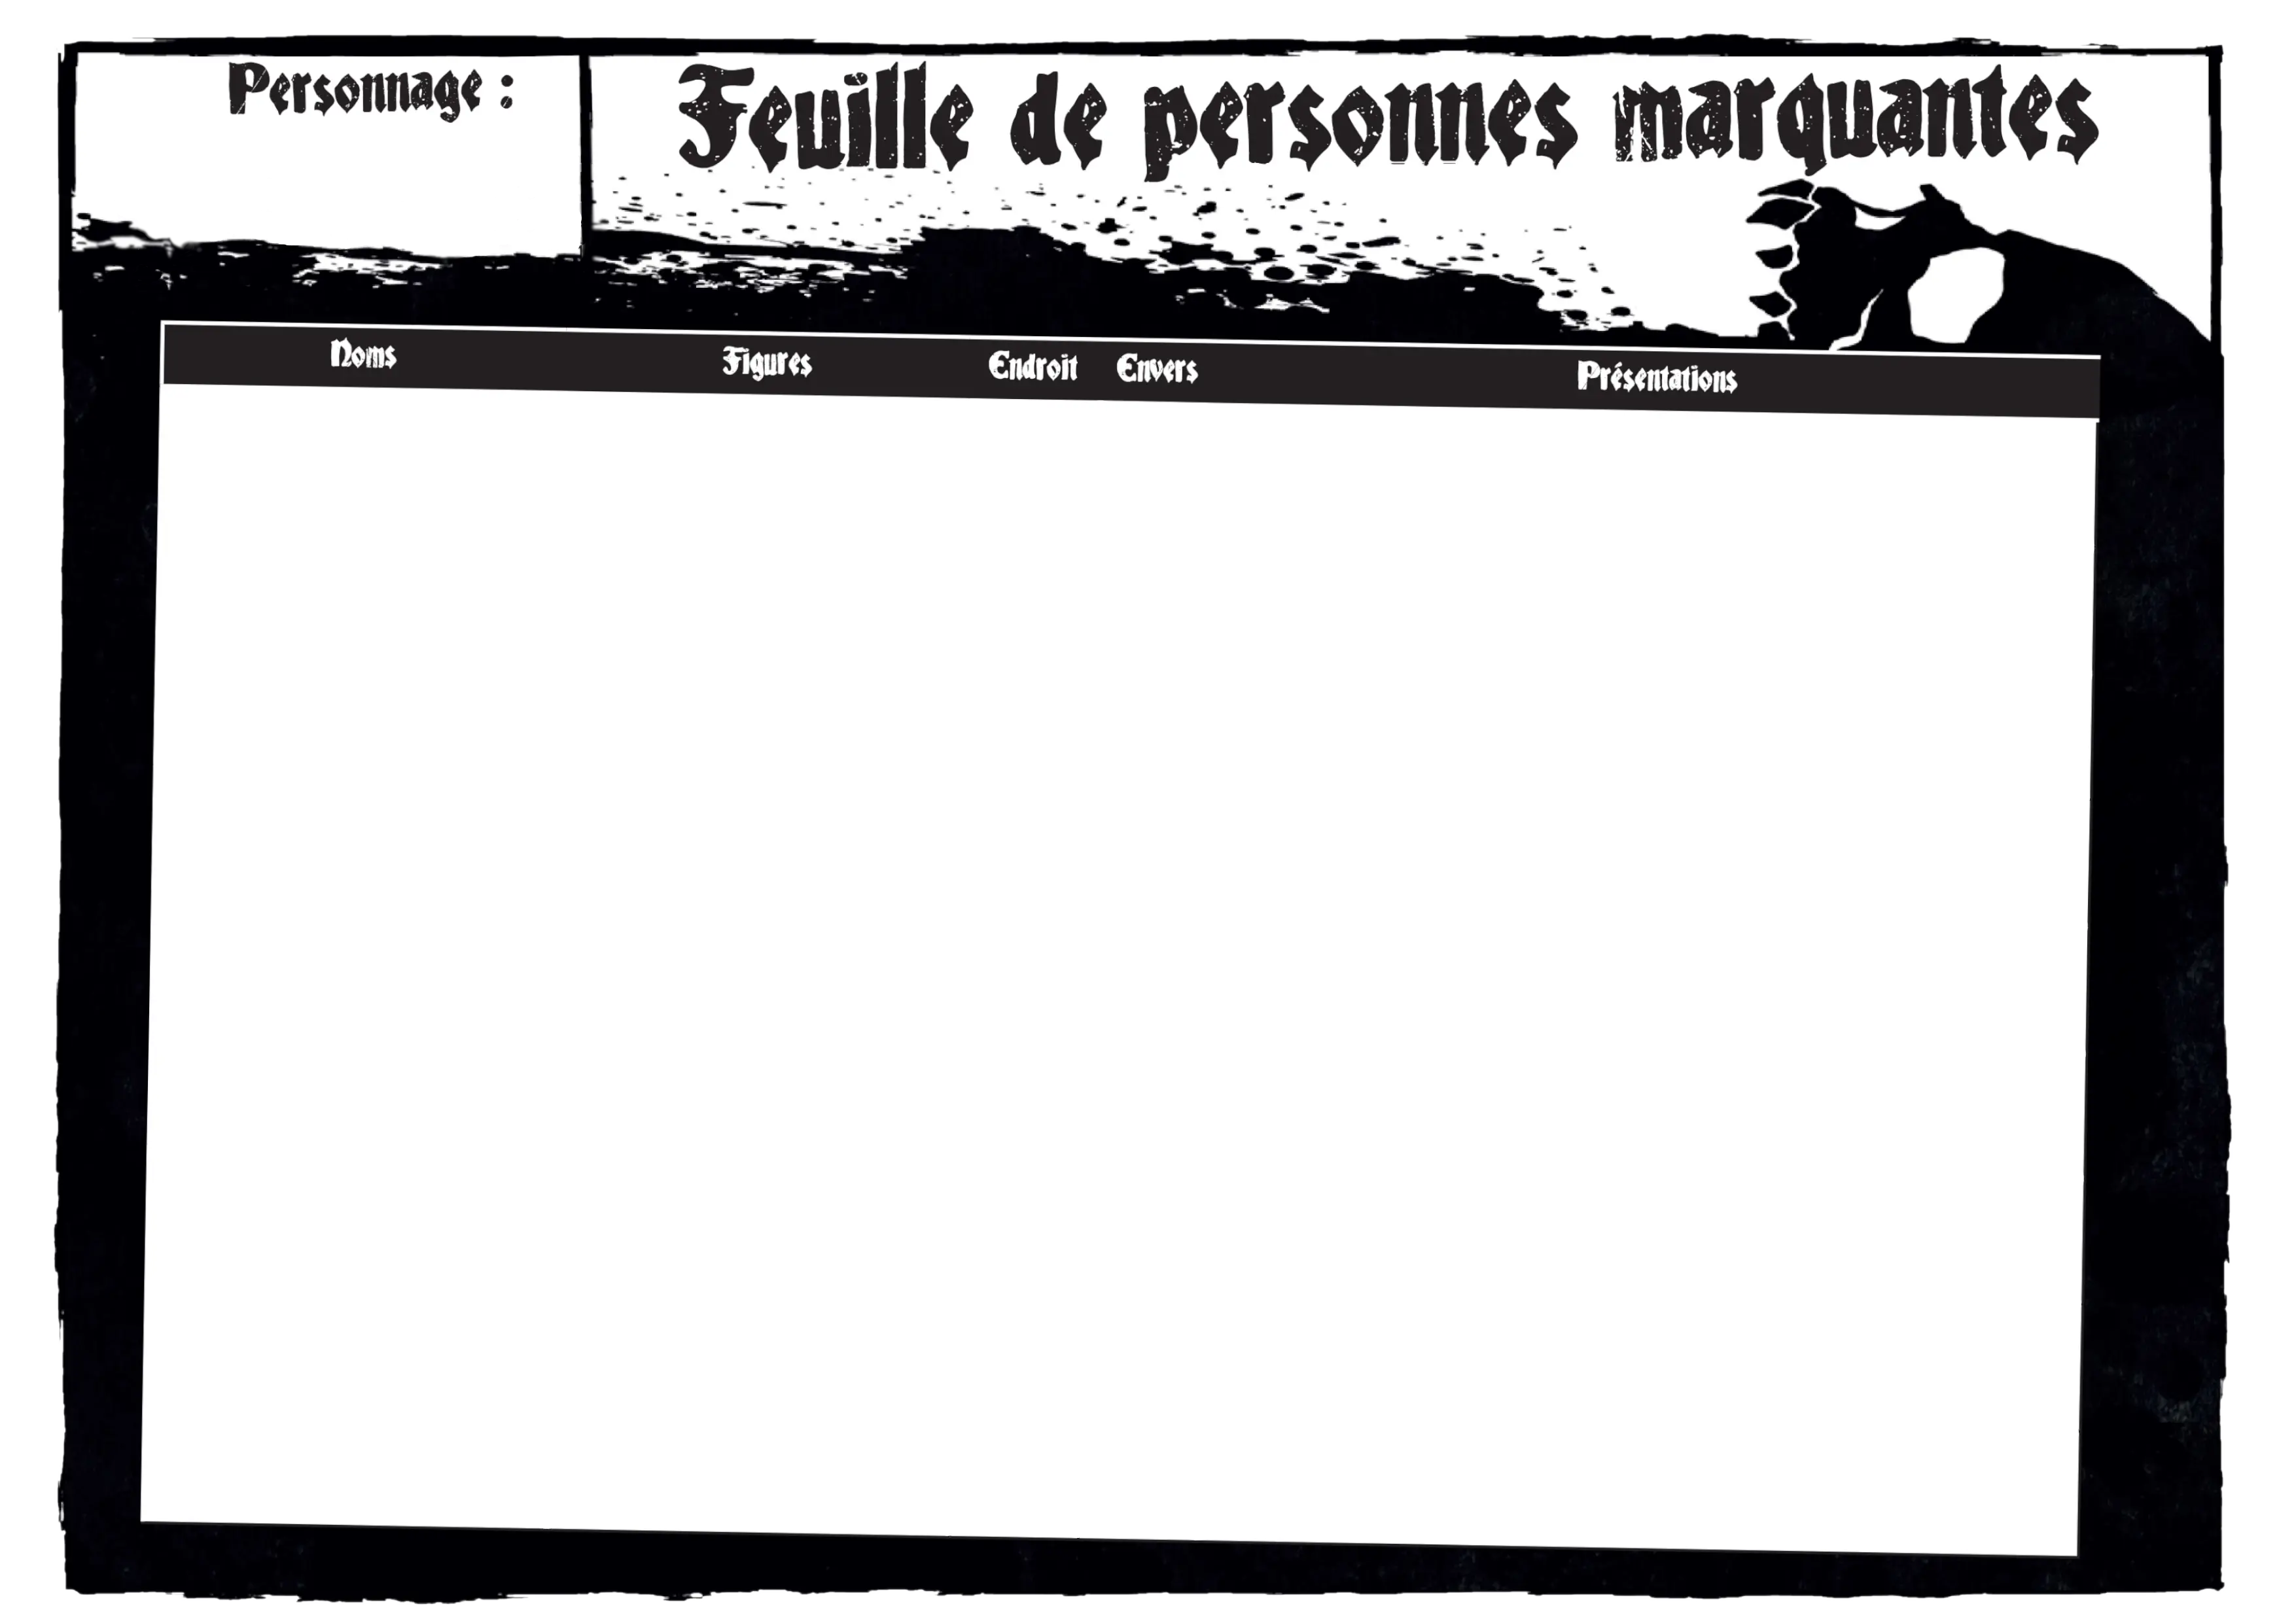 Personnage :
Feuille de personnes marquantes
Noms Figures Endroit Envers Présentations